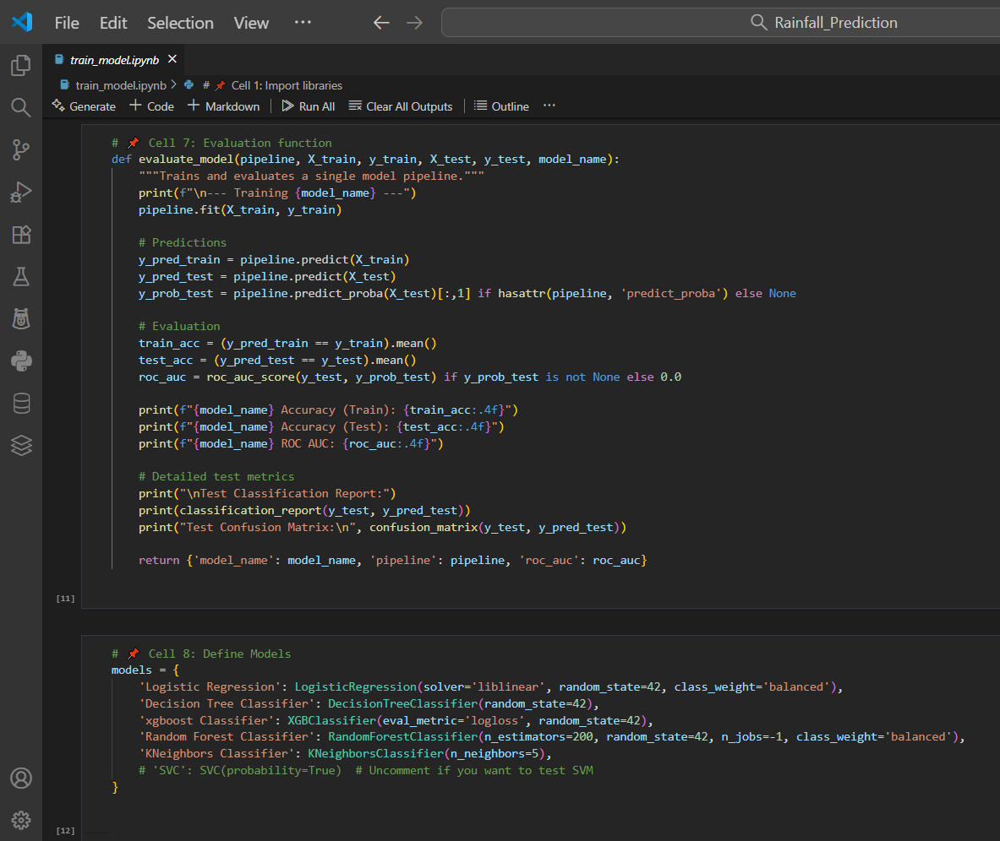 File Edit Selection View ··· Rainfall_Prediction
train_model.ipynb
train_model.ipynb > # Cell 1: Import libraries
Generate + Code + Markdown Run All Clear All Outputs Outline ···
# 📌 Cell 7: Evaluation function
def evaluate_model(pipeline, X_train, y_train, X_test, y_test, model_name):
    """Trains and evaluates a single model pipeline."""
    print(f"\n--- Training {model_name} ---")
    pipeline.fit(X_train, y_train)

    # Predictions
    y_pred_train = pipeline.predict(X_train)
    y_pred_test = pipeline.predict(X_test)
    y_prob_test = pipeline.predict_proba(X_test)[:,1] if hasattr(pipeline, 'predict_proba') else None

    # Evaluation
    train_acc = (y_pred_train == y_train).mean()
    test_acc = (y_pred_test == y_test).mean()
    roc_auc = roc_auc_score(y_test, y_prob_test) if y_prob_test is not None else 0.0

    print(f"{model_name} Accuracy (Train): {train_acc:.4f}")
    print(f"{model_name} Accuracy (Test): {test_acc:.4f}")
    print(f"{model_name} ROC AUC: {roc_auc:.4f}")

    # Detailed test metrics
    print("\nTest Classification Report:")
    print(classification_report(y_test, y_pred_test))
    print("Test Confusion Matrix:\n", confusion_matrix(y_test, y_pred_test))

    return {'model_name': model_name, 'pipeline': pipeline, 'roc_auc': roc_auc}
[11]
# 📌 Cell 8: Define Models
models = {
    'Logistic Regression': LogisticRegression(solver='liblinear', random_state=42, class_weight='balanced'),
    'Decision Tree Classifier': DecisionTreeClassifier(random_state=42),
    'xgboost Classifier': XGBClassifier(eval_metric='logloss', random_state=42),
    'Random Forest Classifier': RandomForestClassifier(n_estimators=200, random_state=42, n_jobs=-1, class_weight='balanced'),
    'KNeighbors Classifier': KNeighborsClassifier(n_neighbors=5),
    # 'SVC': SVC(probability=True)  # Uncomment if you want to test SVM
}
[12]